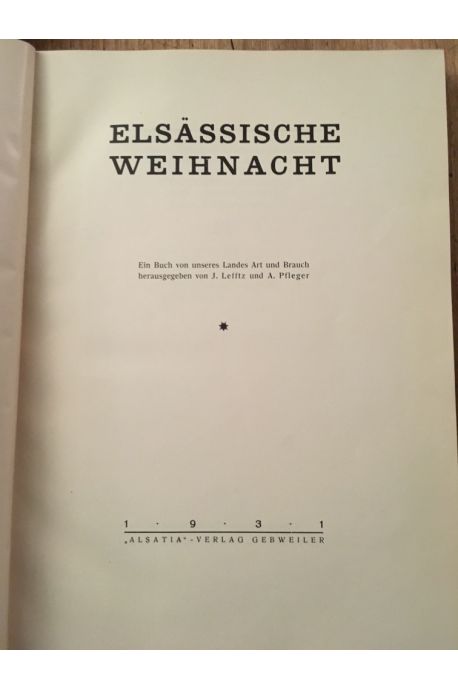 ELSÄSSISCHE
WEIHNACHT
Ein Buch von unseres Landes Art und Brauch
herausgegeben von J. Lefftz und A. Pfleger
1 · 9 · 3 · 1
„ALSATIA“-VERLAG GEBWEILER